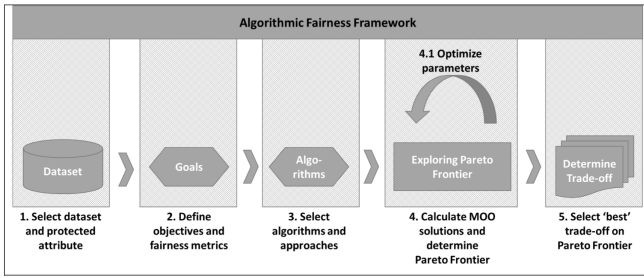 Algorithmic Fairness Framework
4.1 Optimize
parameters
Dataset
Goals
Algo-
rithms
Exploring Pareto
Frontier
Determine
Trade-off
1. Select dataset
and protected
attribute
2. Define
objectives and
fairness metrics
3. Select
algorithms and
approaches
4. Calculate MOO
solutions and
determine
Pareto Frontier
5. Select ‘best’
trade-off on
Pareto Frontier